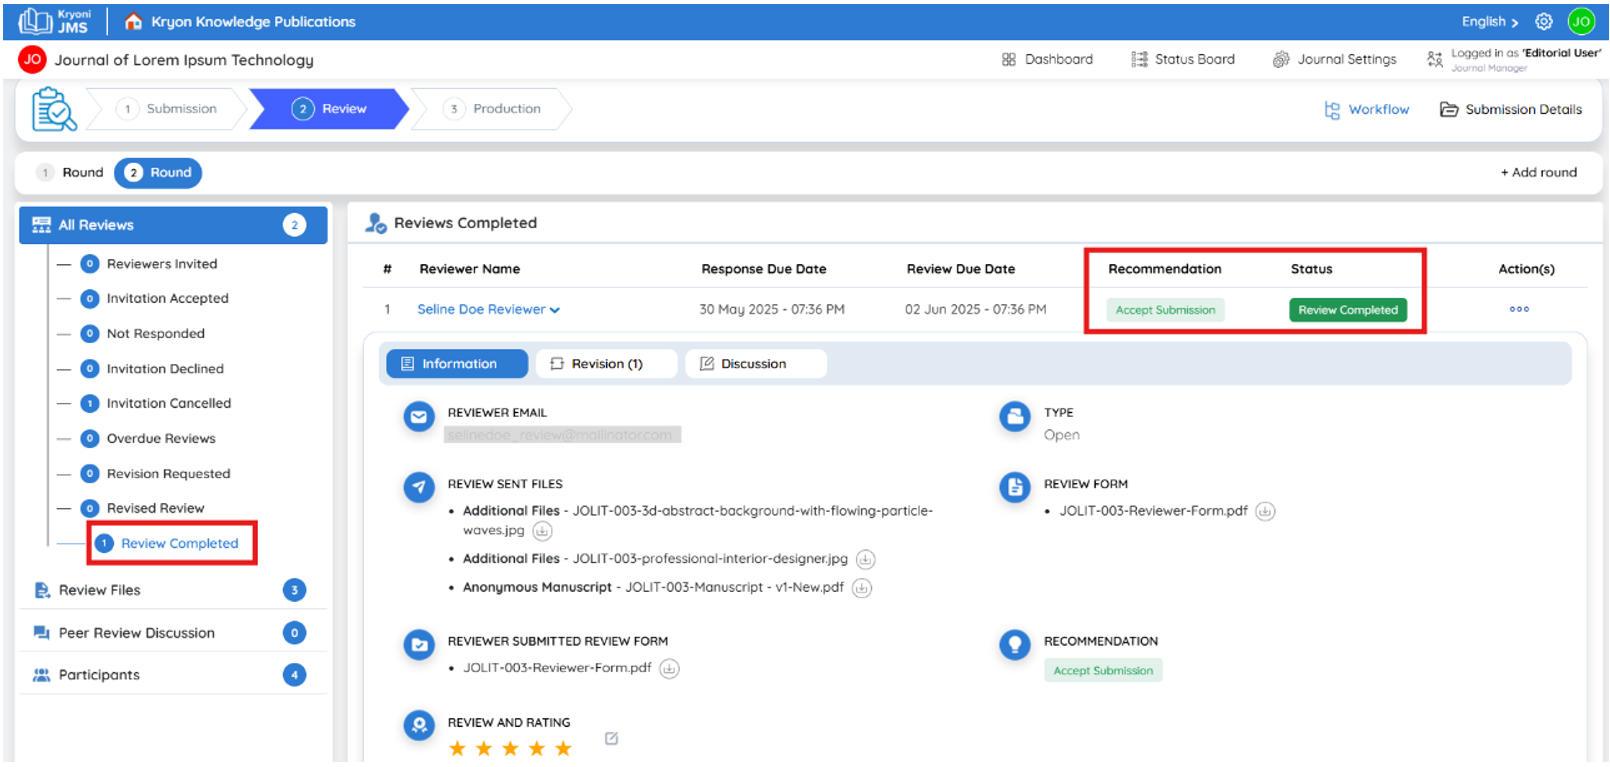 Kryoni JMS Kryon Knowledge Publications English JO
JO Journal of Lorem Ipsum Technology Dashboard Status Board Journal Settings Logged in as 'Editorial User'
Journal Manager
1 Submission 2 Review 3 Production Workflow Submission Details
1 Round 2 Round + Add round
All Reviews 2
0 Reviewers Invited
0 Invitation Accepted
0 Not Responded
0 Invitation Declined
1 Invitation Cancelled
0 Overdue Reviews
0 Revision Requested
0 Revised Review
1 Review Completed
Review Files 3
Peer Review Discussion 0
Participants 4
Reviews Completed
# Reviewer Name Response Due Date Review Due Date Recommendation Status Action(s)
1 Seline Doe Reviewer 30 May 2025 - 07:36 PM 02 Jun 2025 - 07:36 PM Accept Submission Review Completed
Information Revision (1) Discussion
REVIEWER EMAIL
selinedoe_review@mailinator.com
TYPE
Open
REVIEW SENT FILES
• Additional Files - JOLIT-003-3d-abstract-background-with-flowing-particle-
waves.jpg
• Additional Files - JOLIT-003-professional-interior-designer.jpg
• Anonymous Manuscript - JOLIT-003-Manuscript - v1-New.pdf
REVIEW FORM
• JOLIT-003-Reviewer-Form.pdf
REVIEWER SUBMITTED REVIEW FORM
• JOLIT-003-Reviewer-Form.pdf
RECOMMENDATION
Accept Submission
REVIEW AND RATING